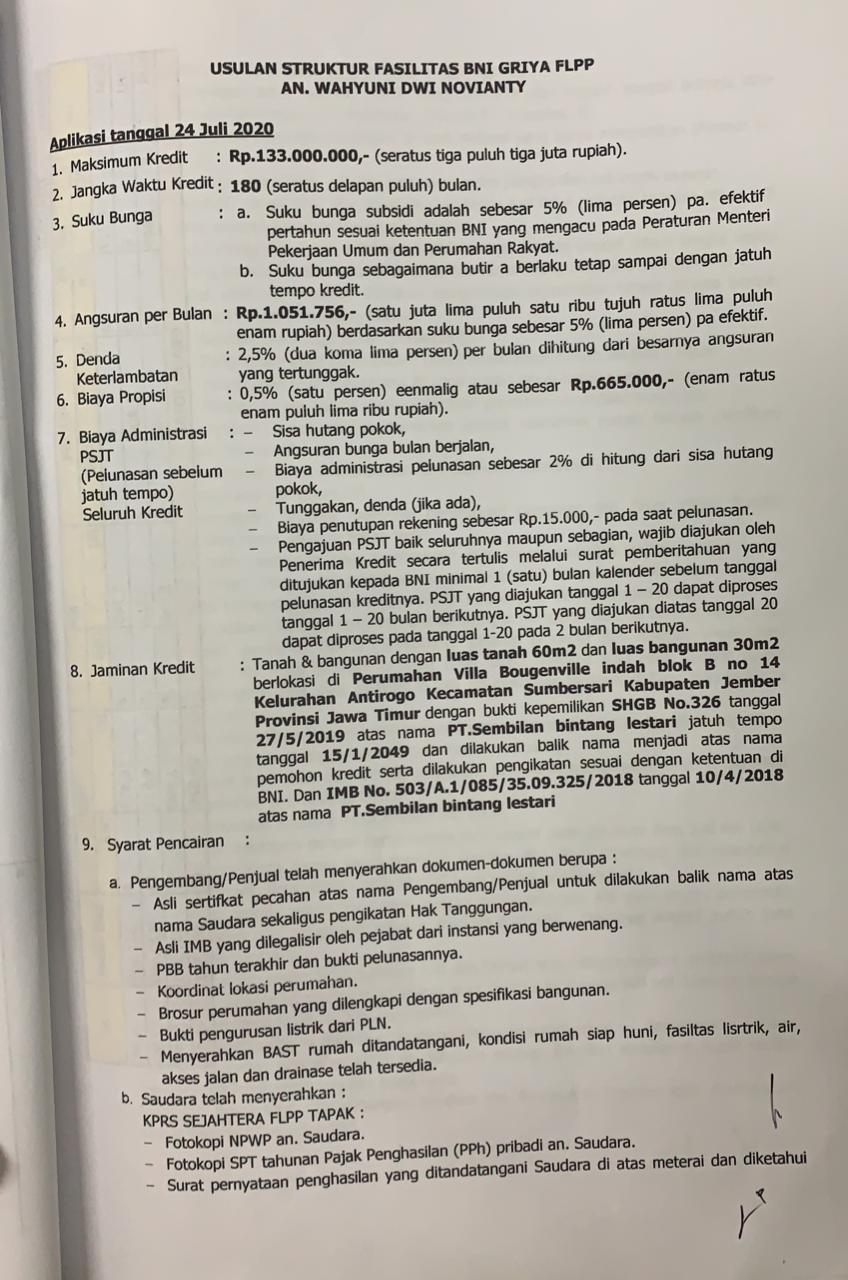 USULAN STRUKTUR FASILITAS BNI GRIYA FLPP
AN. WAHYUNI DWI NOVIANTY
Aplikasi tanggal 24 Juli 2020
1. Maksimum Kredit : Rp.133.000.000,- (seratus tiga puluh tiga juta rupiah).
2. Jangka Waktu Kredit : 180 (seratus delapan puluh) bulan.
3. Suku Bunga : a. Suku bunga subsidi adalah sebesar 5% (lima persen) pa. efektif
pertahun sesuai ketentuan BNI yang mengacu pada Peraturan Menteri
Pekerjaan Umum dan Perumahan Rakyat.
b. Suku bunga sebagaimana butir a berlaku tetap sampai dengan jatuh
tempo kredit.
4. Angsuran per Bulan : Rp.1.051.756,- (satu juta lima puluh satu ribu tujuh ratus lima puluh
enam rupiah) berdasarkan suku bunga sebesar 5% (lima persen) pa efektif.
5. Denda : 2,5% (dua koma lima persen) per bulan dihitung dari besarnya angsuran
Keterlambatan yang tertunggak.
6. Biaya Propisi : 0,5% (satu persen) eenmalig atau sebesar Rp.665.000,- (enam ratus
enam puluh lima ribu rupiah).
7. Biaya Administrasi : – Sisa hutang pokok,
PSJT – Angsuran bunga bulan berjalan,
(Pelunasan sebelum – Biaya administrasi pelunasan sebesar 2% di hitung dari sisa hutang
jatuh tempo) pokok,
Seluruh Kredit – Tunggakan, denda (jika ada),
– Biaya penutupan rekening sebesar Rp.15.000,- pada saat pelunasan.
– Pengajuan PSJT baik seluruhnya maupun sebagian, wajib diajukan oleh
Penerima Kredit secara tertulis melalui surat pemberitahuan yang
ditujukan kepada BNI minimal 1 (satu) bulan kalender sebelum tanggal
pelunasan kreditnya. PSJT yang diajukan tanggal 1 – 20 dapat diproses
tanggal 1 – 20 bulan berikutnya. PSJT yang diajukan diatas tanggal 20
dapat diproses pada tanggal 1-20 pada 2 bulan berikutnya.
8. Jaminan Kredit : Tanah & bangunan dengan luas tanah 60m2 dan luas bangunan 30m2
berlokasi di Perumahan Villa Bougenville indah blok B no 14
Kelurahan Antirogo Kecamatan Sumbersari Kabupaten Jember
Provinsi Jawa Timur dengan bukti kepemilikan SHGB No.326 tanggal
27/5/2019 atas nama PT.Sembilan bintang lestari jatuh tempo
tanggal 15/1/2049 dan dilakukan balik nama menjadi atas nama
pemohon kredit serta dilakukan pengikatan sesuai dengan ketentuan di
BNI. Dan IMB No. 503/A.1/085/35.09.325/2018 tanggal 10/4/2018
atas nama PT.Sembilan bintang lestari
9. Syarat Pencairan :
a. Pengembang/Penjual telah menyerahkan dokumen-dokumen berupa :
– Asli sertifkat pecahan atas nama Pengembang/Penjual untuk dilakukan balik nama atas
nama Saudara sekaligus pengikatan Hak Tanggungan.
– Asli IMB yang dilegalisir oleh pejabat dari instansi yang berwenang.
– PBB tahun terakhir dan bukti pelunasannya.
– Koordinat lokasi perumahan.
– Brosur perumahan yang dilengkapi dengan spesifikasi bangunan.
– Bukti pengurusan listrik dari PLN.
– Menyerahkan BAST rumah ditandatangani, kondisi rumah siap huni, fasiltas lisrtrik, air,
akses jalan dan drainase telah tersedia.
b. Saudara telah menyerahkan :
KPRS SEJAHTERA FLPP TAPAK :
– Fotokopi NPWP an. Saudara.
– Fotokopi SPT tahunan Pajak Penghasilan (PPh) pribadi an. Saudara.
– Surat pernyataan penghasilan yang ditandatangani Saudara di atas meterai dan diketahui